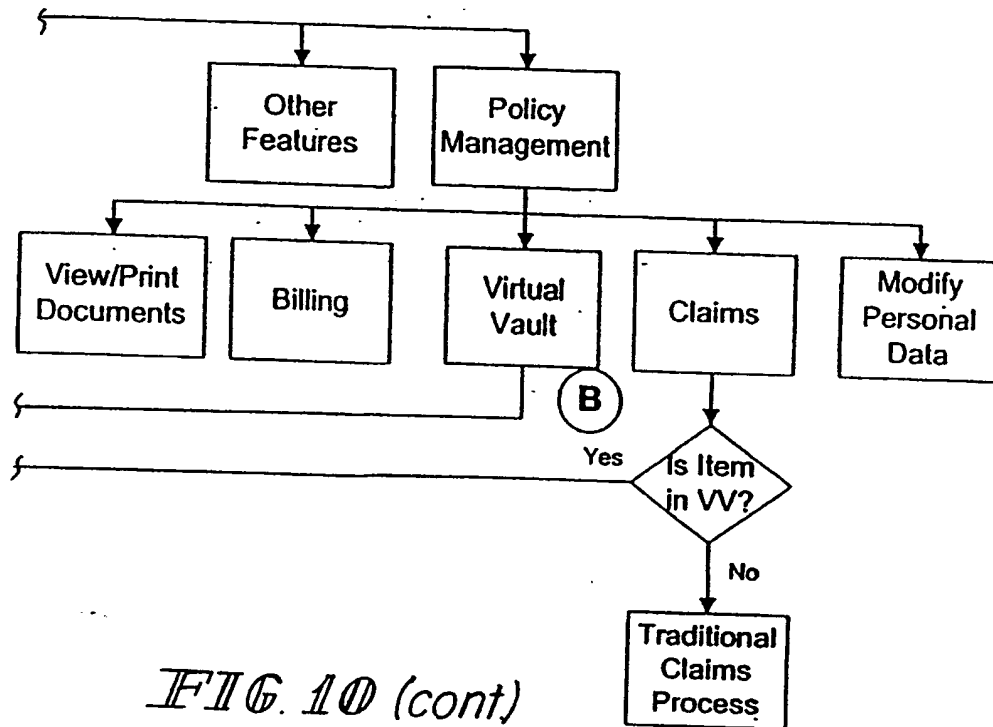 Other
Features
Policy
Management
View/Print
Documents
Billing
Virtual
Vault
Claims
Modify
Personal
Data
B
Yes
Is Item
in VV?
No
Traditional
Claims
Process
FIG. 10 (cont)